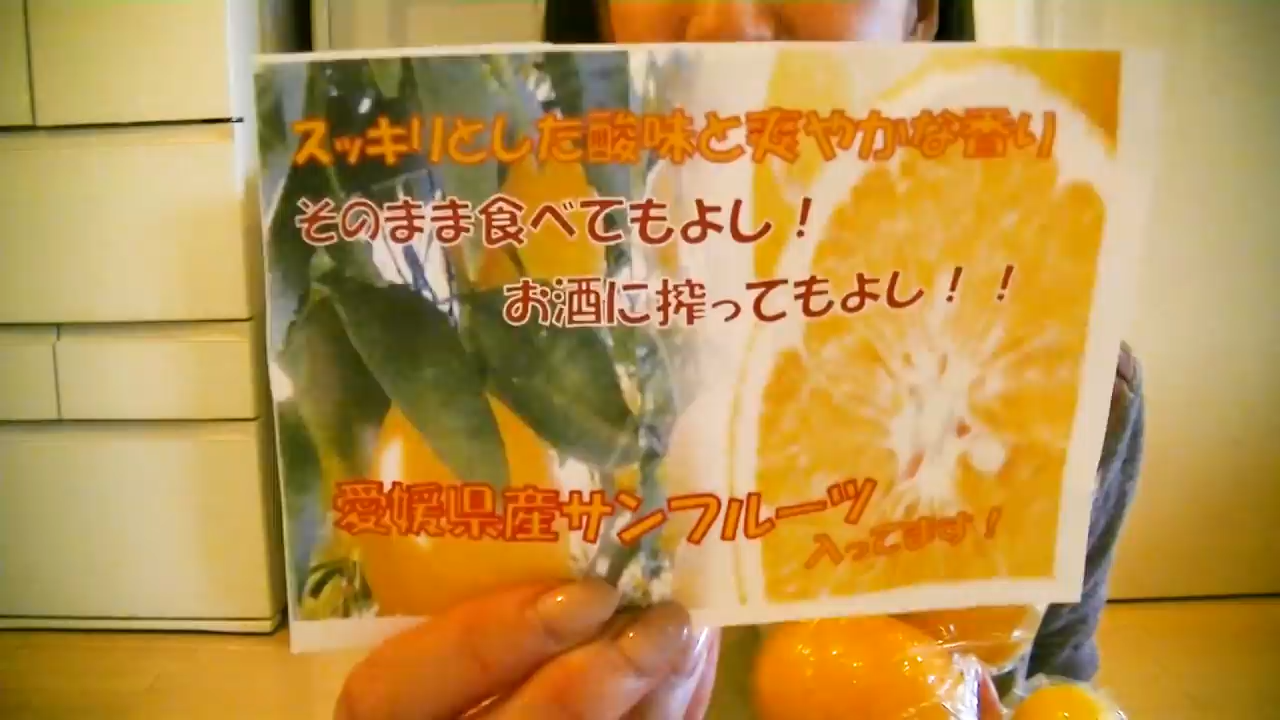 スッキリとした酸味と爽やかな香り
そのまま食べてもよし！
お酒に搾ってもよし！！
愛媛県産サンフルーツ
入ってます！